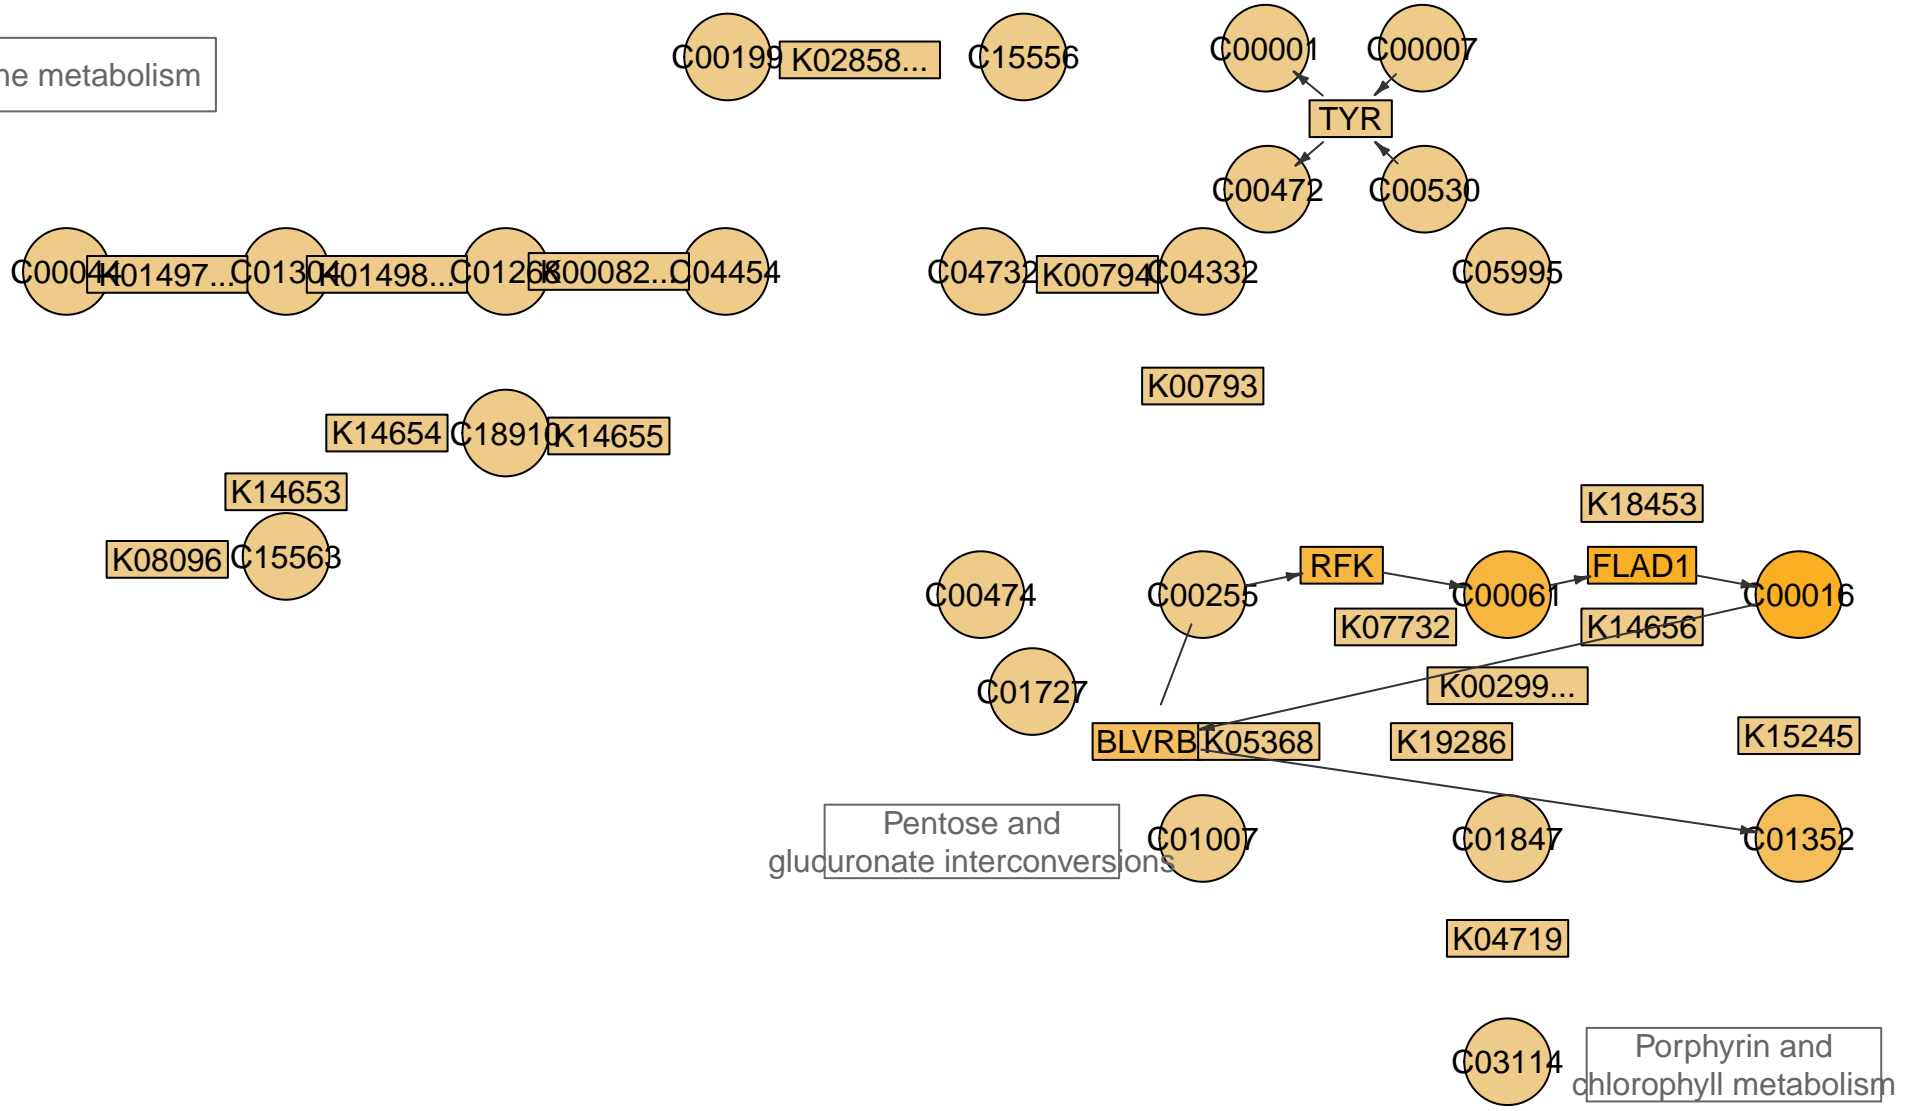 ne metabolism
C00199
K02858...
C15556
C00001
C00007
TYR
C00472
C00530
C00044
K01497...
C01304
K01498...
C01268
K00082...
C04454
C04732
K00794
C04332
C05995
K00793
K14654
C18910
K14655
K14653
K08096
C15563
K18453
C00474
C00255
RFK
C00061
FLAD1
C00016
K07732
K14656
C01727
K00299...
BLVRB
K05368
K19286
K15245
Pentose and
glucuronate interconversions
C01007
C01847
C01352
K04719
C03114
Porphyrin and
chlorophyll metabolism